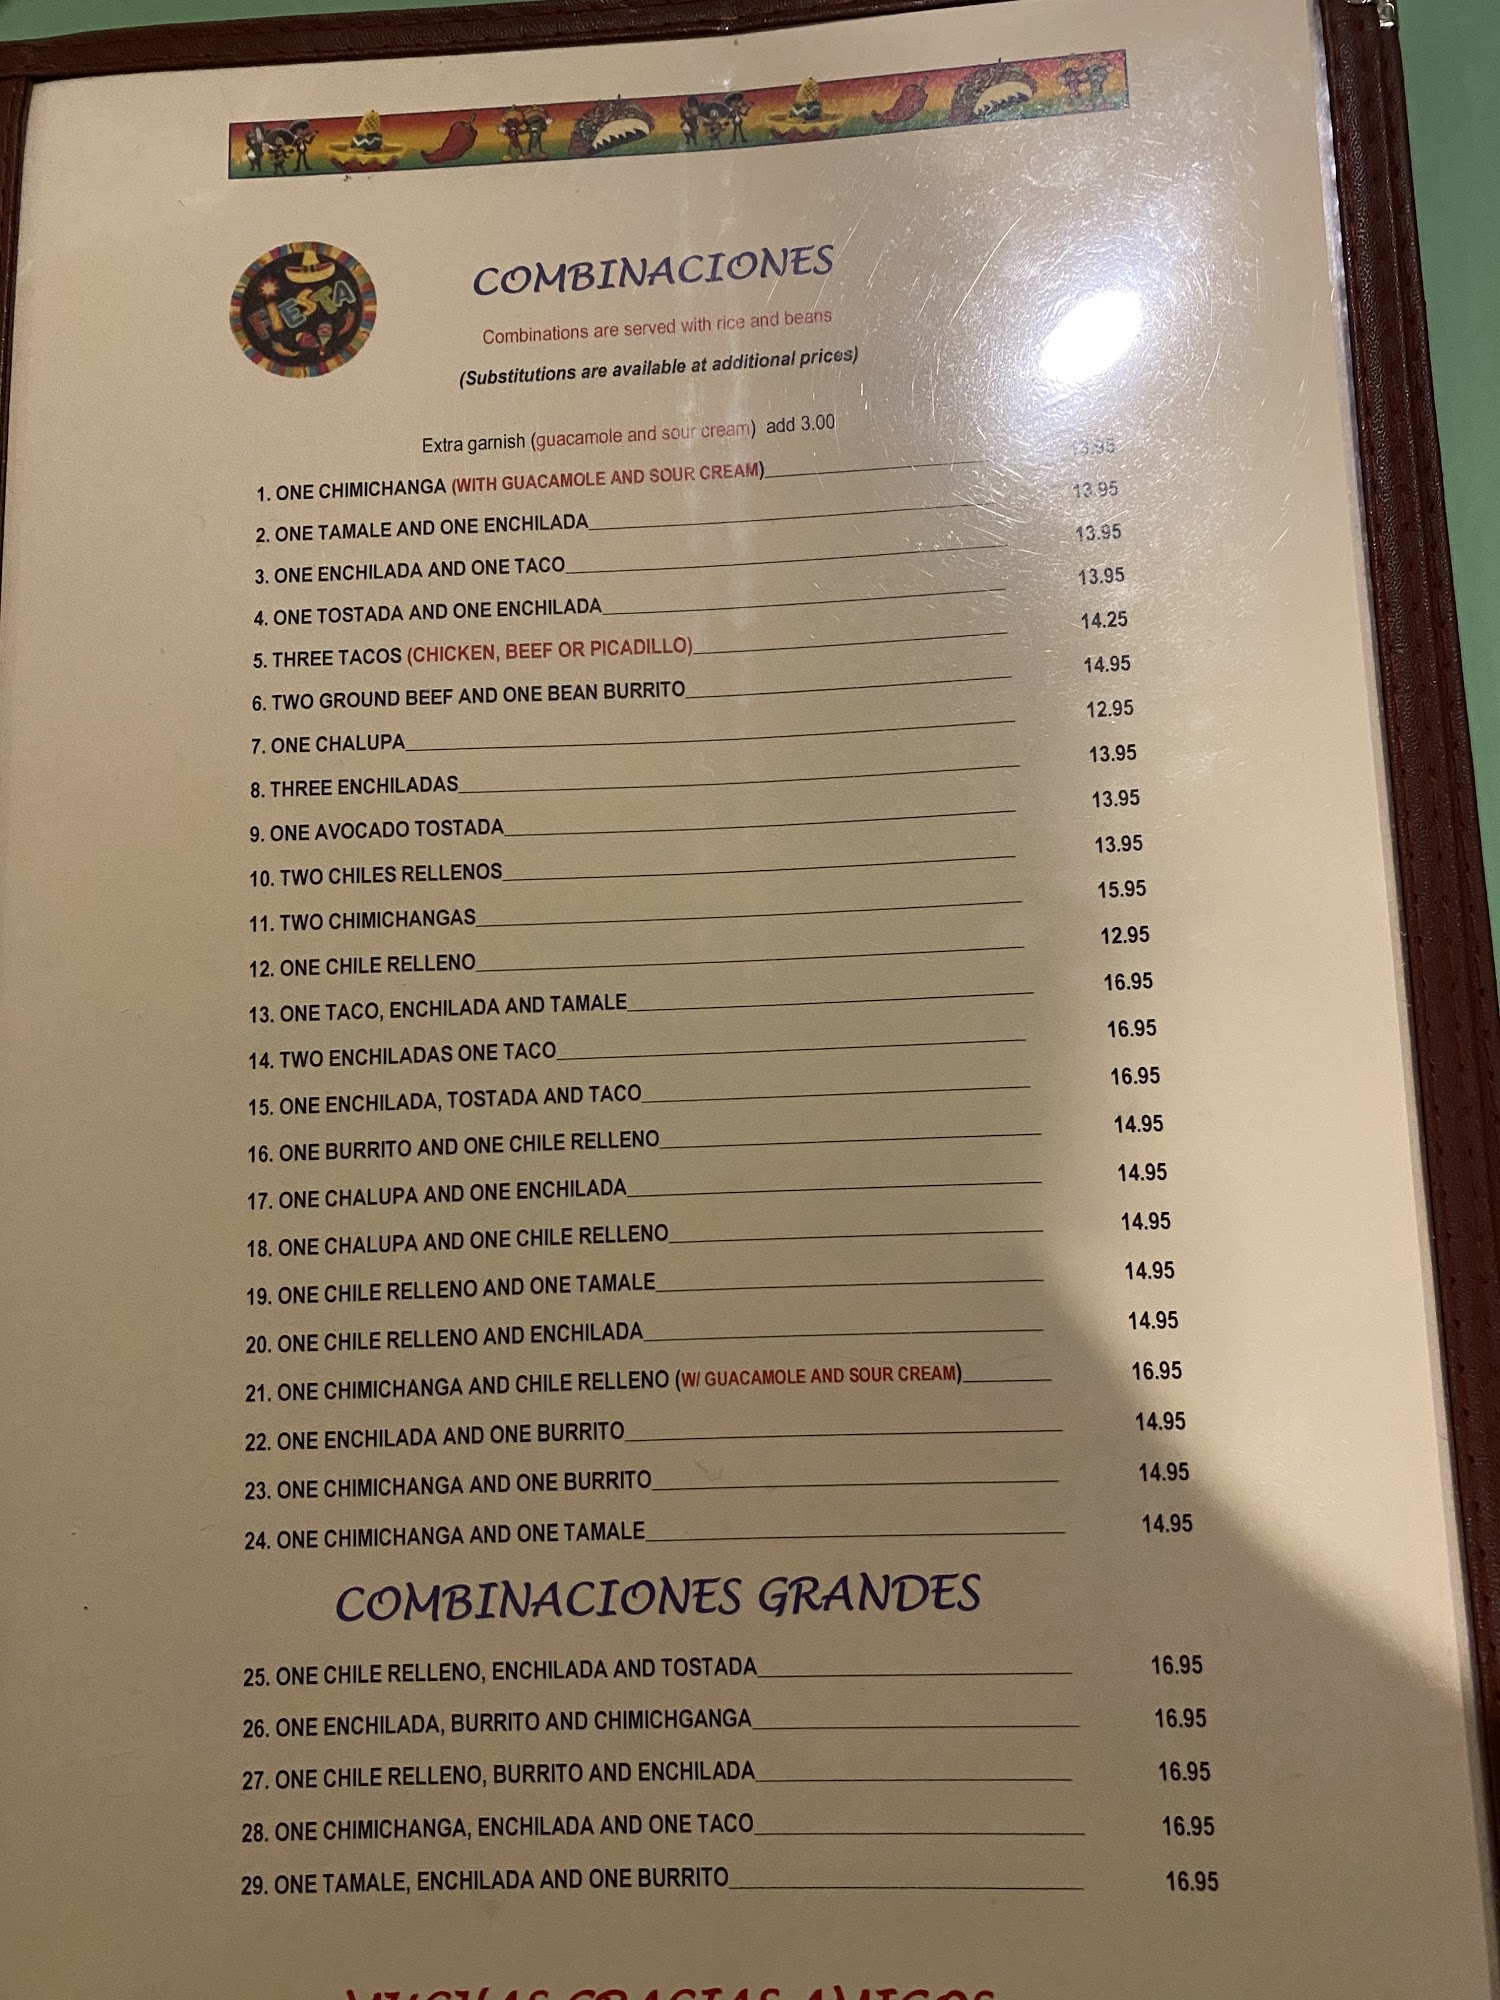 FIESTA
COMBINACIONES
Combinations are served with rice and beans
(Substitutions are available at additional prices)
Extra garnish (guacamole and sour cream) add 3.00
1. ONE CHIMICHANGA (WITH GUACAMOLE AND SOUR CREAM) 13.95
2. ONE TAMALE AND ONE ENCHILADA 13.95
3. ONE ENCHILADA AND ONE TACO 13.95
4. ONE TOSTADA AND ONE ENCHILADA 13.95
5. THREE TACOS (CHICKEN, BEEF OR PICADILLO) 14.25
6. TWO GROUND BEEF AND ONE BEAN BURRITO 14.95
7. ONE CHALUPA 12.95
8. THREE ENCHILADAS 13.95
9. ONE AVOCADO TOSTADA 13.95
10. TWO CHILES RELLENOS 13.95
11. TWO CHIMICHANGAS 15.95
12. ONE CHILE RELLENO 12.95
13. ONE TACO, ENCHILADA AND TAMALE 16.95
14. TWO ENCHILADAS ONE TACO 16.95
15. ONE ENCHILADA, TOSTADA AND TACO 16.95
16. ONE BURRITO AND ONE CHILE RELLENO 14.95
17. ONE CHALUPA AND ONE ENCHILADA 14.95
18. ONE CHALUPA AND ONE CHILE RELLENO 14.95
19. ONE CHILE RELLENO AND ONE TAMALE 14.95
20. ONE CHILE RELLENO AND ENCHILADA 14.95
21. ONE CHIMICHANGA AND CHILE RELLENO (W/ GUACAMOLE AND SOUR CREAM) 16.95
22. ONE ENCHILADA AND ONE BURRITO 14.95
23. ONE CHIMICHANGA AND ONE BURRITO 14.95
24. ONE CHIMICHANGA AND ONE TAMALE 14.95
COMBINACIONES GRANDES
25. ONE CHILE RELLENO, ENCHILADA AND TOSTADA 16.95
26. ONE ENCHILADA, BURRITO AND CHIMICHGANGA 16.95
27. ONE CHILE RELLENO, BURRITO AND ENCHILADA 16.95
28. ONE CHIMICHANGA, ENCHILADA AND ONE TACO 16.95
29. ONE TAMALE, ENCHILADA AND ONE BURRITO 16.95
MUCHAS GRACIAS AMIGOS